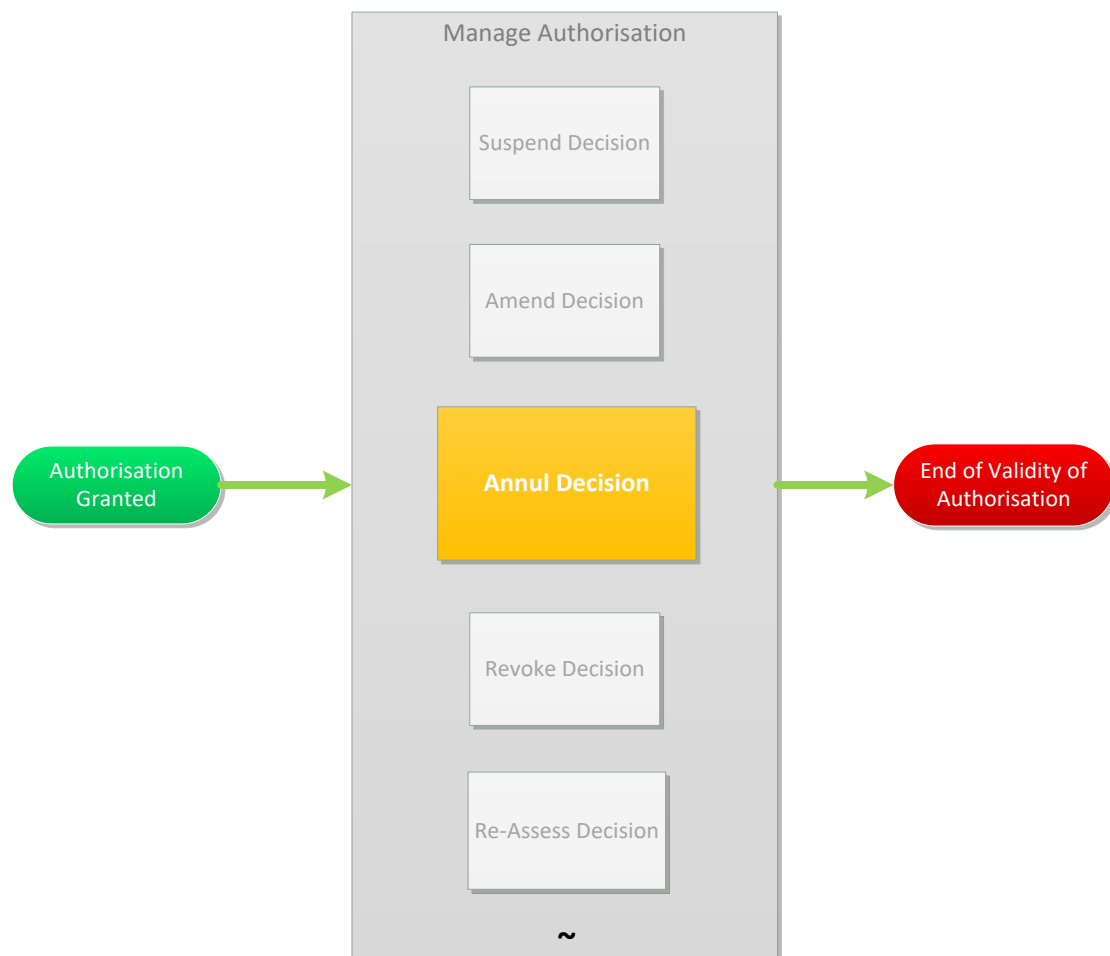 Manage Authorisation
Suspend Decision
Amend Decision
Authorisation
Granted
Annul Decision
End of Validity of
Authorisation
Revoke Decision
Re-Assess Decision
~